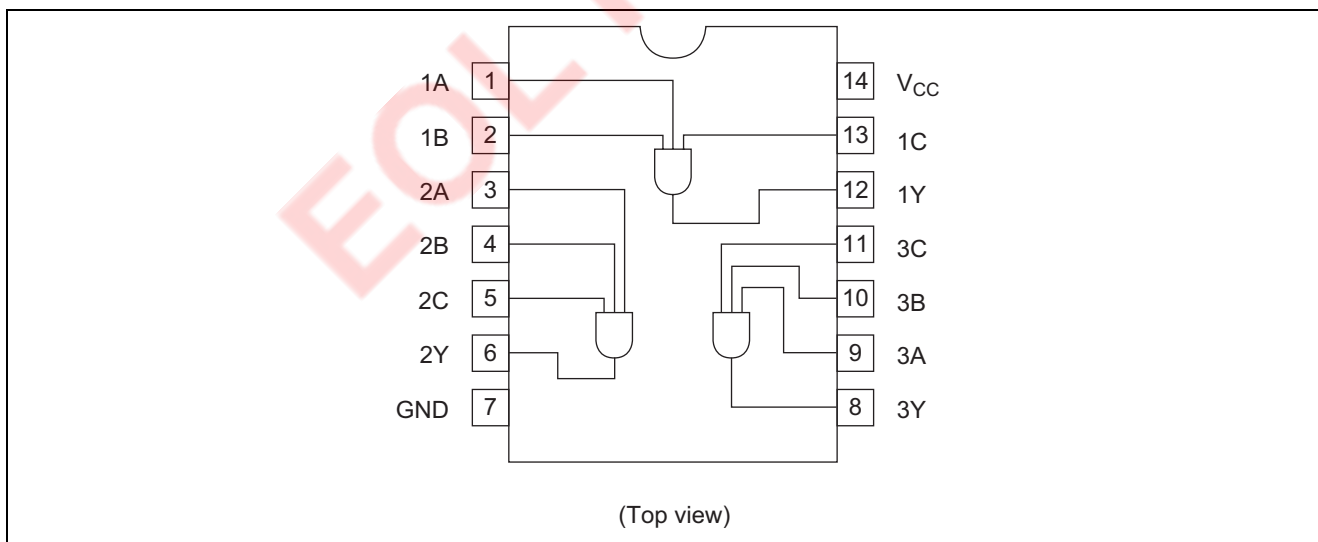 EOL
1A 1 14 VCC
1B 2 13 1C
2A 3 12 1Y
2B 4 11 3C
2C 5 10 3B
2Y 6 9 3A
GND 7 8 3Y
(Top view)